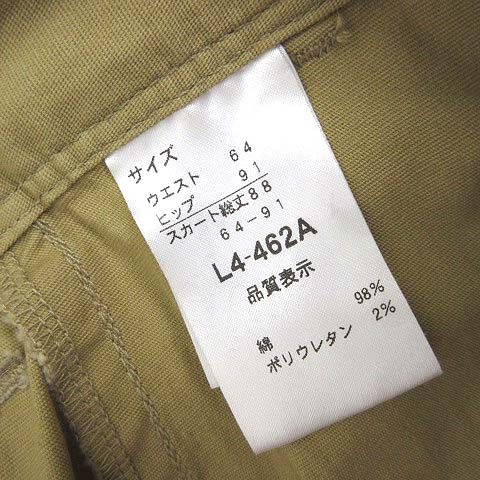 サイズ
ウエスト 64
ヒップ 91
スカート総丈88
64-91
L4-462A
品質表示
綿 98%
ポリウレタン 2%